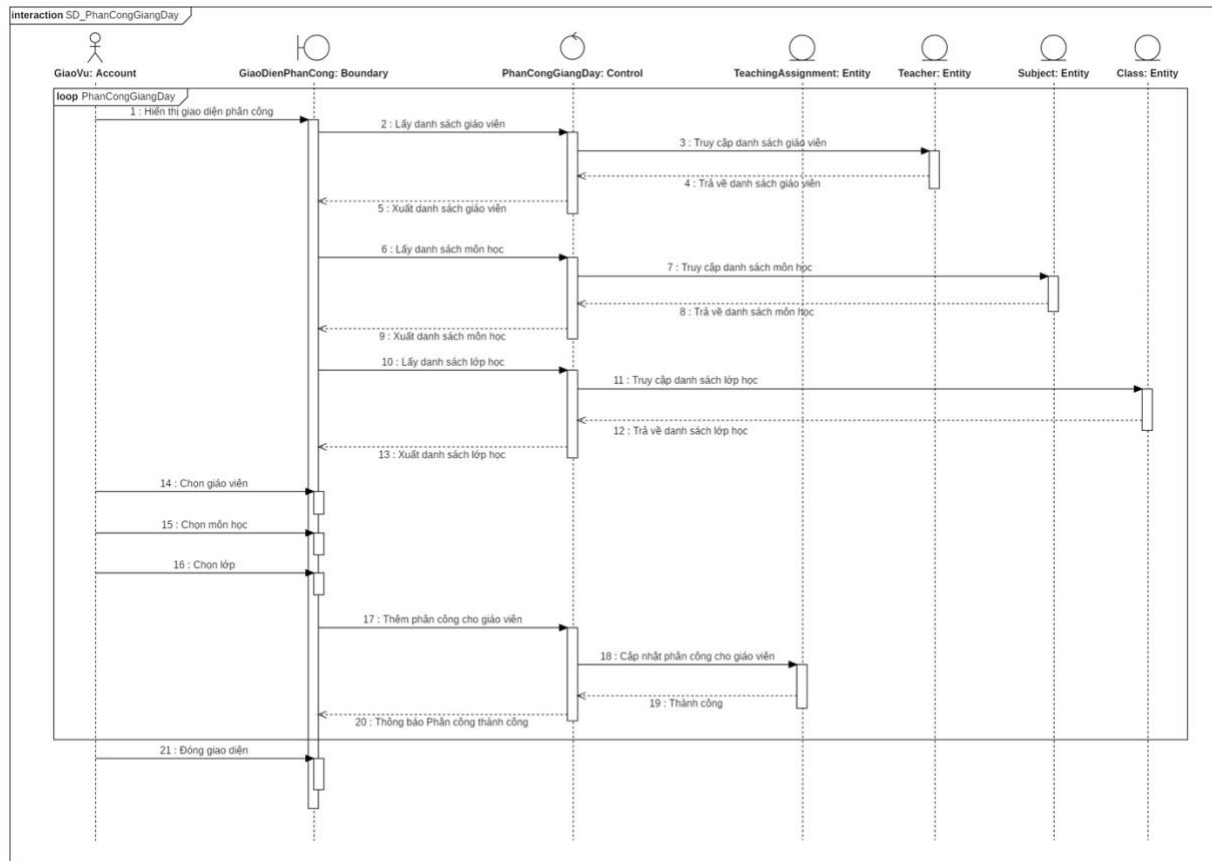 interaction SD_PhanCongGiangDay
GiaoVu: Account
GiaoDienPhanCong: Boundary
PhanCongGiangDay: Control
TeachingAssignment: Entity
Teacher: Entity
Subject: Entity
Class: Entity
loop PhanCongGiangDay
1 : Hiển thị giao diện phân công
2 : Lấy danh sách giáo viên
3 : Truy cập danh sách giáo viên
4 : Trả về danh sách giáo viên
5 : Xuất danh sách giáo viên
6 : Lấy danh sách môn học
7 : Truy cập danh sách môn học
8 : Trả về danh sách môn học
9 : Xuất danh sách môn học
10 : Lấy danh sách lớp học
11 : Truy cập danh sách lớp học
12 : Trả về danh sách lớp học
13 : Xuất danh sách lớp học
14 : Chọn giáo viên
15 : Chọn môn học
16 : Chọn lớp
17 : Thêm phân công cho giáo viên
18 : Cập nhật phân công cho giáo viên
19 : Thành công
20 : Thông báo Phân công thành công
21 : Đóng giao diện